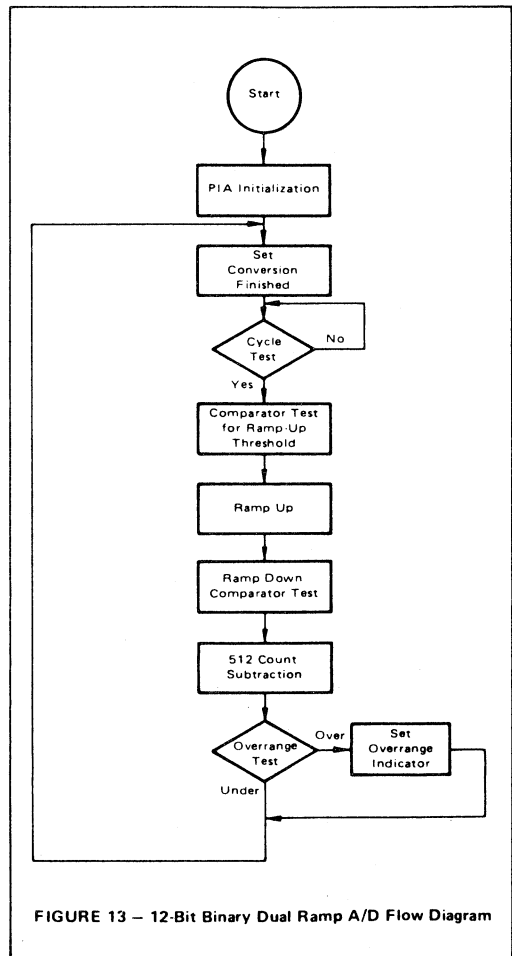 Start
PIA Initialization
Set
Conversion
Finished
Cycle
Test
No
Yes
Comparator Test
for Ramp-Up
Threshold
Ramp Up
Ramp Down
Comparator Test
512 Count
Subtraction
Overrange
Test
Over
Set
Overrange
Indicator
Under
FIGURE 13 – 12-Bit Binary Dual Ramp A/D Flow Diagram